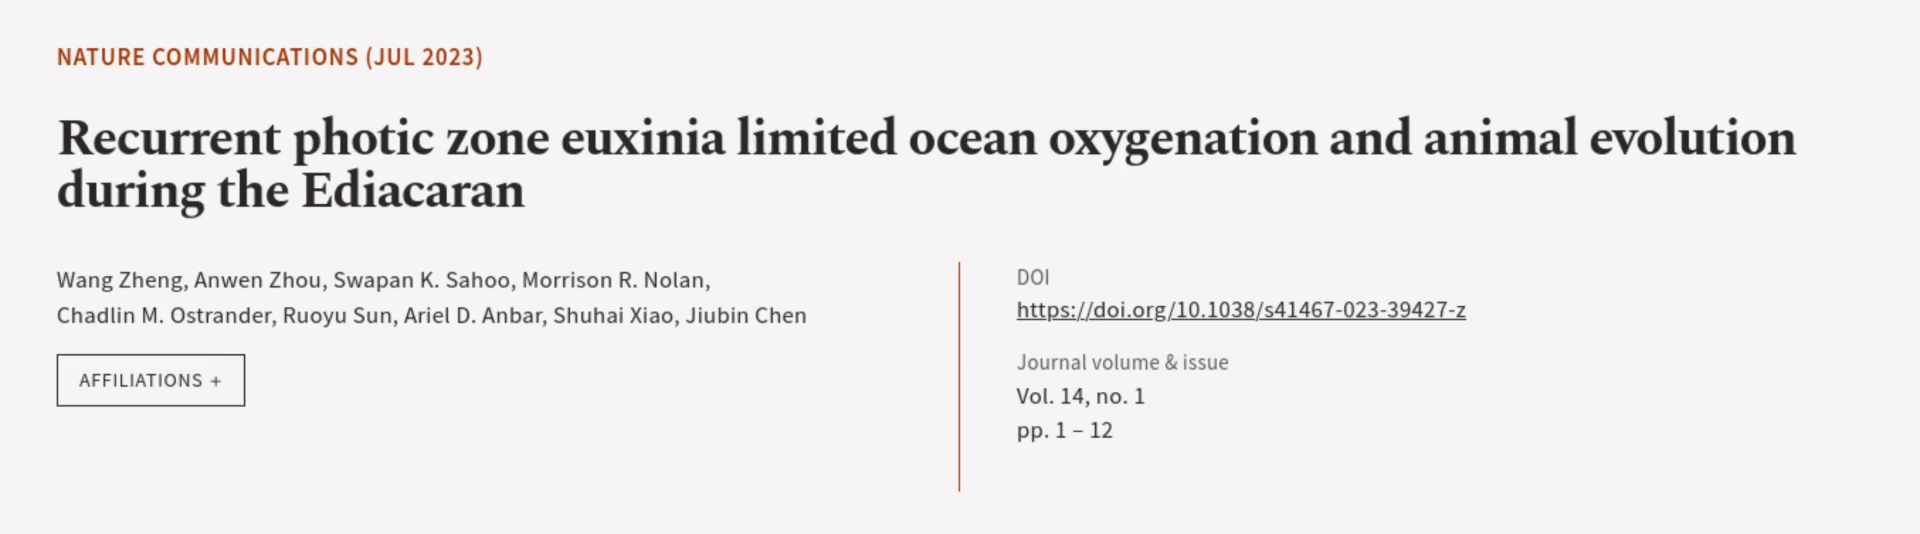 NATURE COMMUNICATIONS (JUL 2023)
Recurrent photic zone euxinia limited ocean oxygenation and animal evolution
during the Ediacaran
Wang Zheng, Anwen Zhou, Swapan K. Sahoo, Morrison R. Nolan,
Chadlin M. Ostrander, Ruoyu Sun, Ariel D. Anbar, Shuhai Xiao, Jiubin Chen
AFFILIATIONS +
DOI
https://doi.org/10.1038/s41467-023-39427-z
Journal volume & issue
Vol. 14, no. 1
pp. 1 – 12